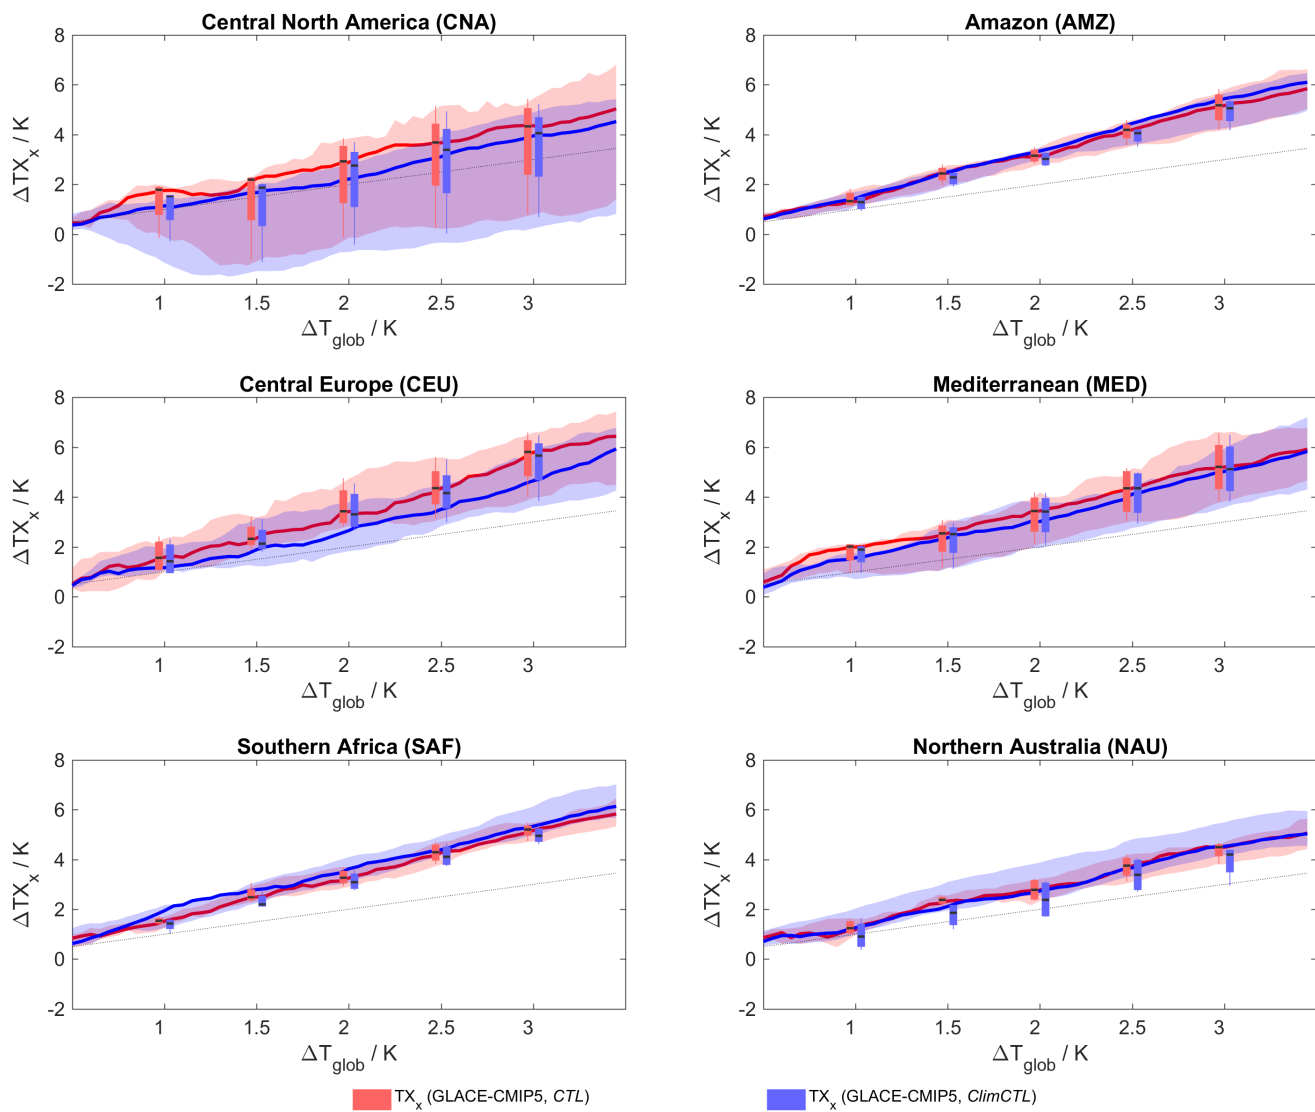 Central North America (CNA)
8
6
4
2
0
-2
ΔTXx / K
1 1.5 2 2.5 3
ΔTglob / K
Amazon (AMZ)
8
6
4
2
0
-2
ΔTXx / K
1 1.5 2 2.5 3
ΔTglob / K
Central Europe (CEU)
8
6
4
2
0
-2
ΔTXx / K
1 1.5 2 2.5 3
ΔTglob / K
Mediterranean (MED)
8
6
4
2
0
-2
ΔTXx / K
1 1.5 2 2.5 3
ΔTglob / K
Southern Africa (SAF)
8
6
4
2
0
-2
ΔTXx / K
1 1.5 2 2.5 3
ΔTglob / K
Northern Australia (NAU)
8
6
4
2
0
-2
ΔTXx / K
1 1.5 2 2.5 3
ΔTglob / K
TXx (GLACE-CMIP5, CTL)
TXx (GLACE-CMIP5, ClimCTL)